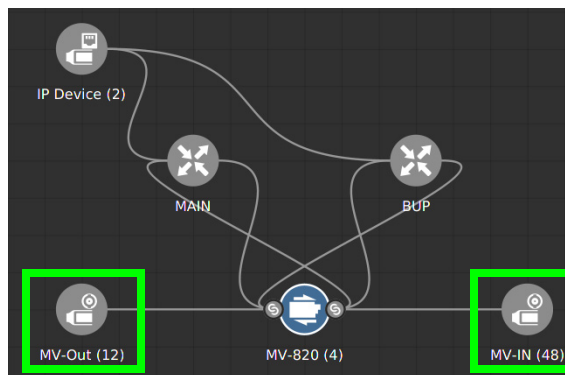 IP Device (2)
MAIN
BUP
MV-Out (12)
MV-820 (4)
MV-IN (48)